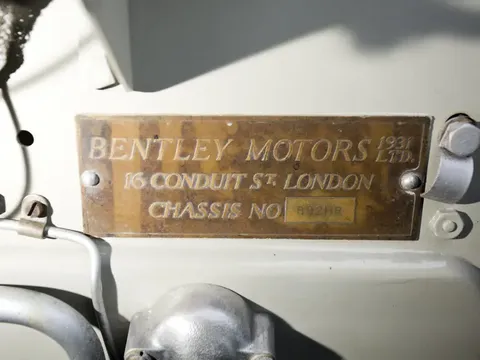 BENTLEY MOTORS 1931 LTD.
16 CONDUIT ST. LONDON
CHASSIS NO